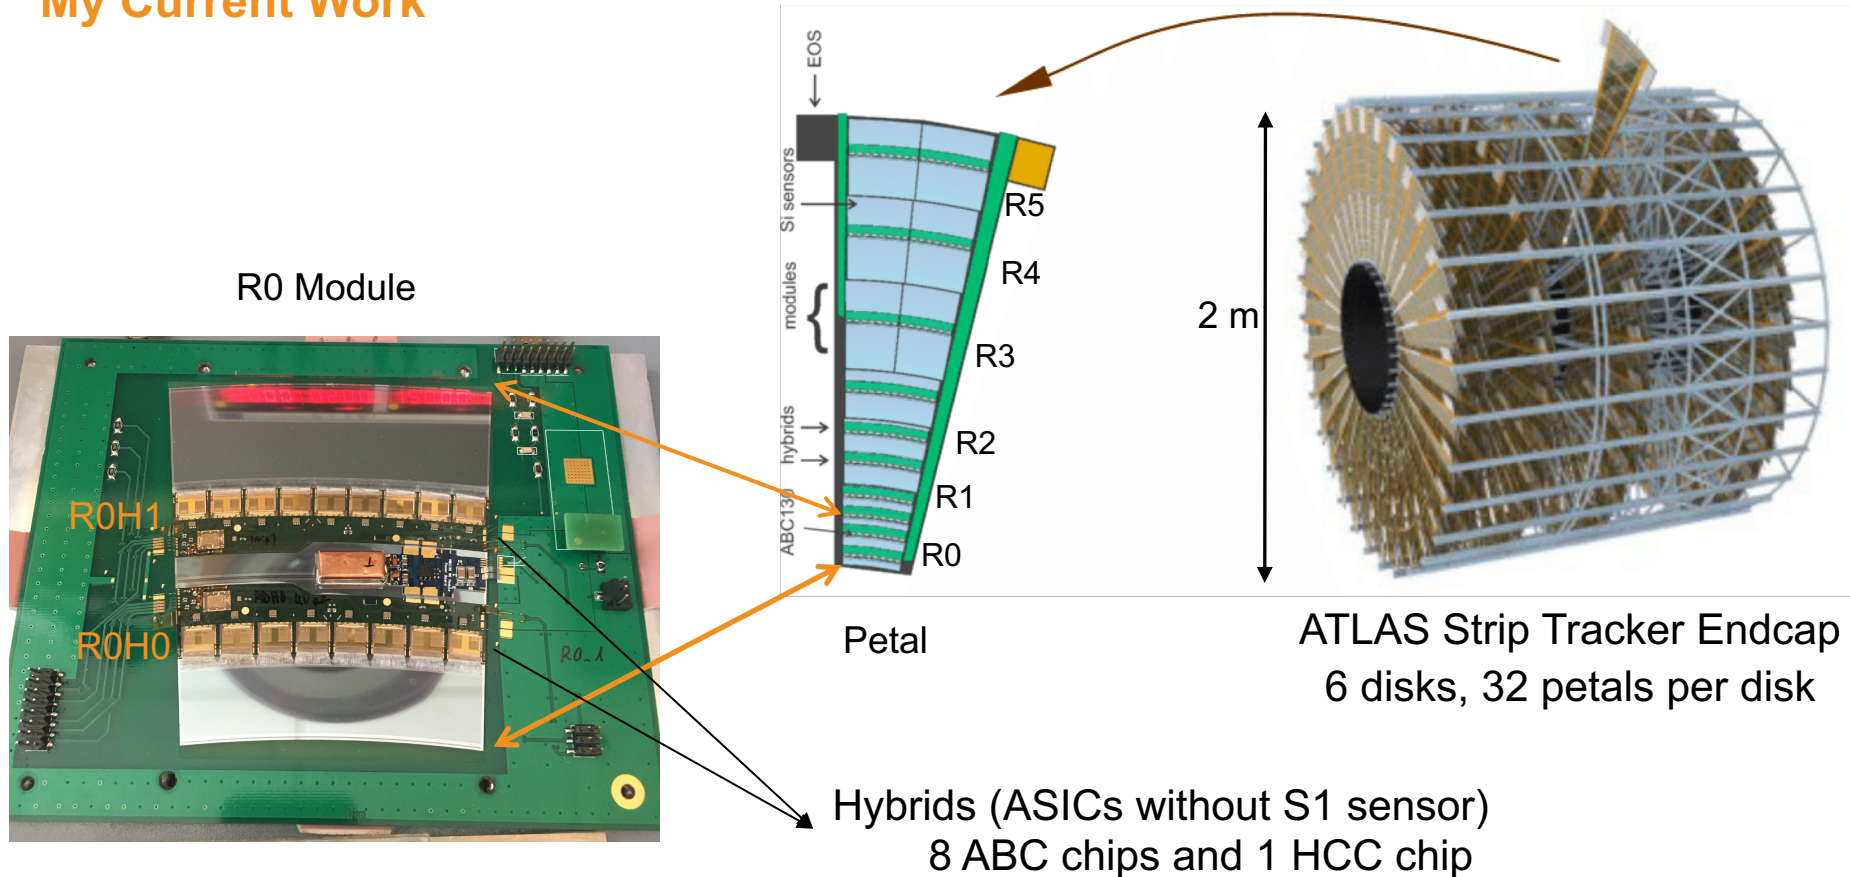 My Current Work
EOS
Si sensors
modules
hybrids
ABC130
R5
R4
R3
R2
R1
R0
2 m
R0 Module
R0H1
R0H0
R0_1
Petal
ATLAS Strip Tracker Endcap
6 disks, 32 petals per disk
Hybrids (ASICs without S1 sensor)
8 ABC chips and 1 HCC chip